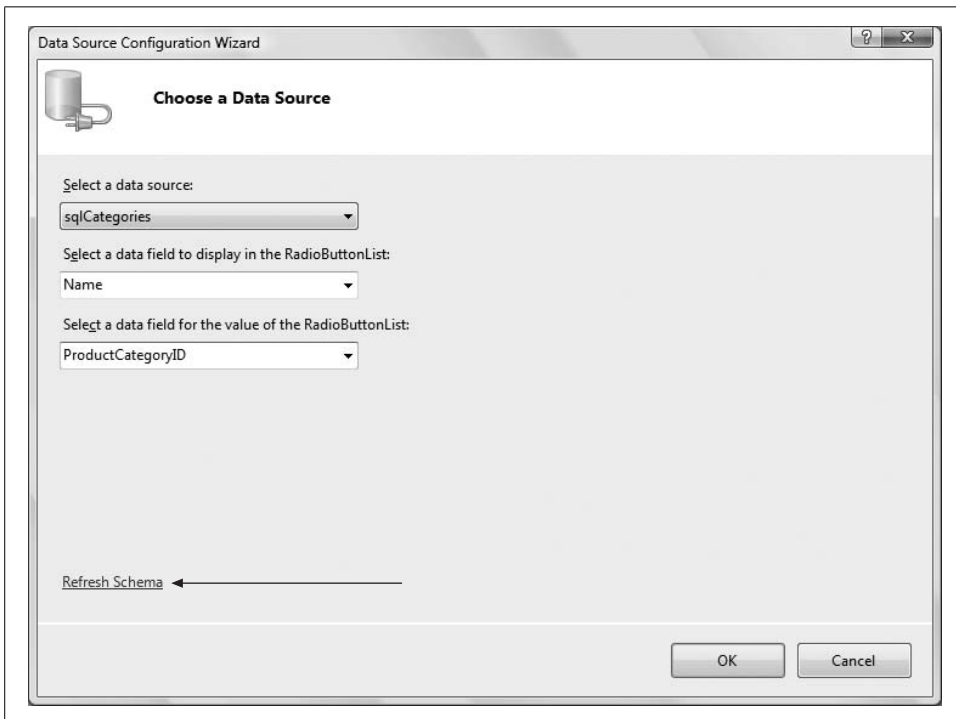 Data Source Configuration Wizard
?
Choose a Data Source
Select a data source:
sqlCategories
Select a data field to display in the RadioButtonList:
Name
Select a data field for the value of the RadioButtonList:
ProductCategoryID
Refresh Schema
OK
Cancel